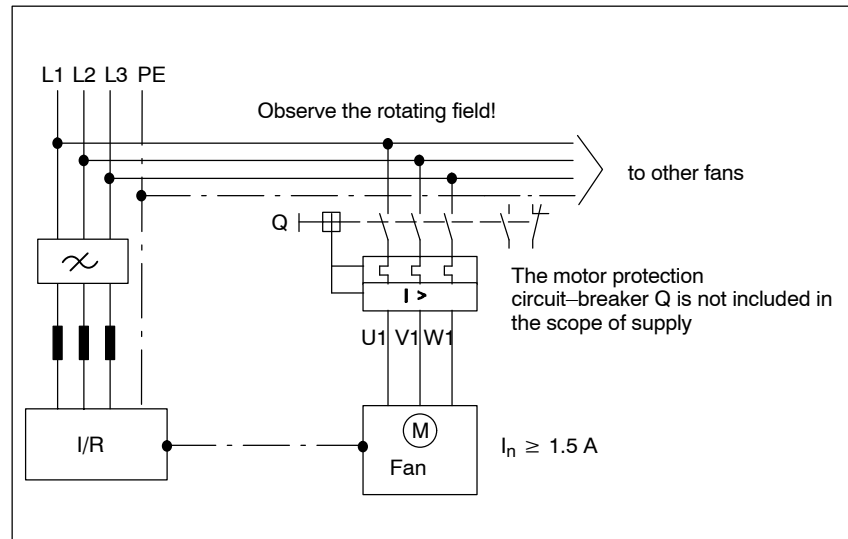 L1 L2 L3 PE
Observe the rotating field!
to other fans
Q
The motor protection
circuit–breaker Q is not included in
the scope of supply
I >
U1 V1 W1
I/R
M
Fan
In ≥ 1.5 A